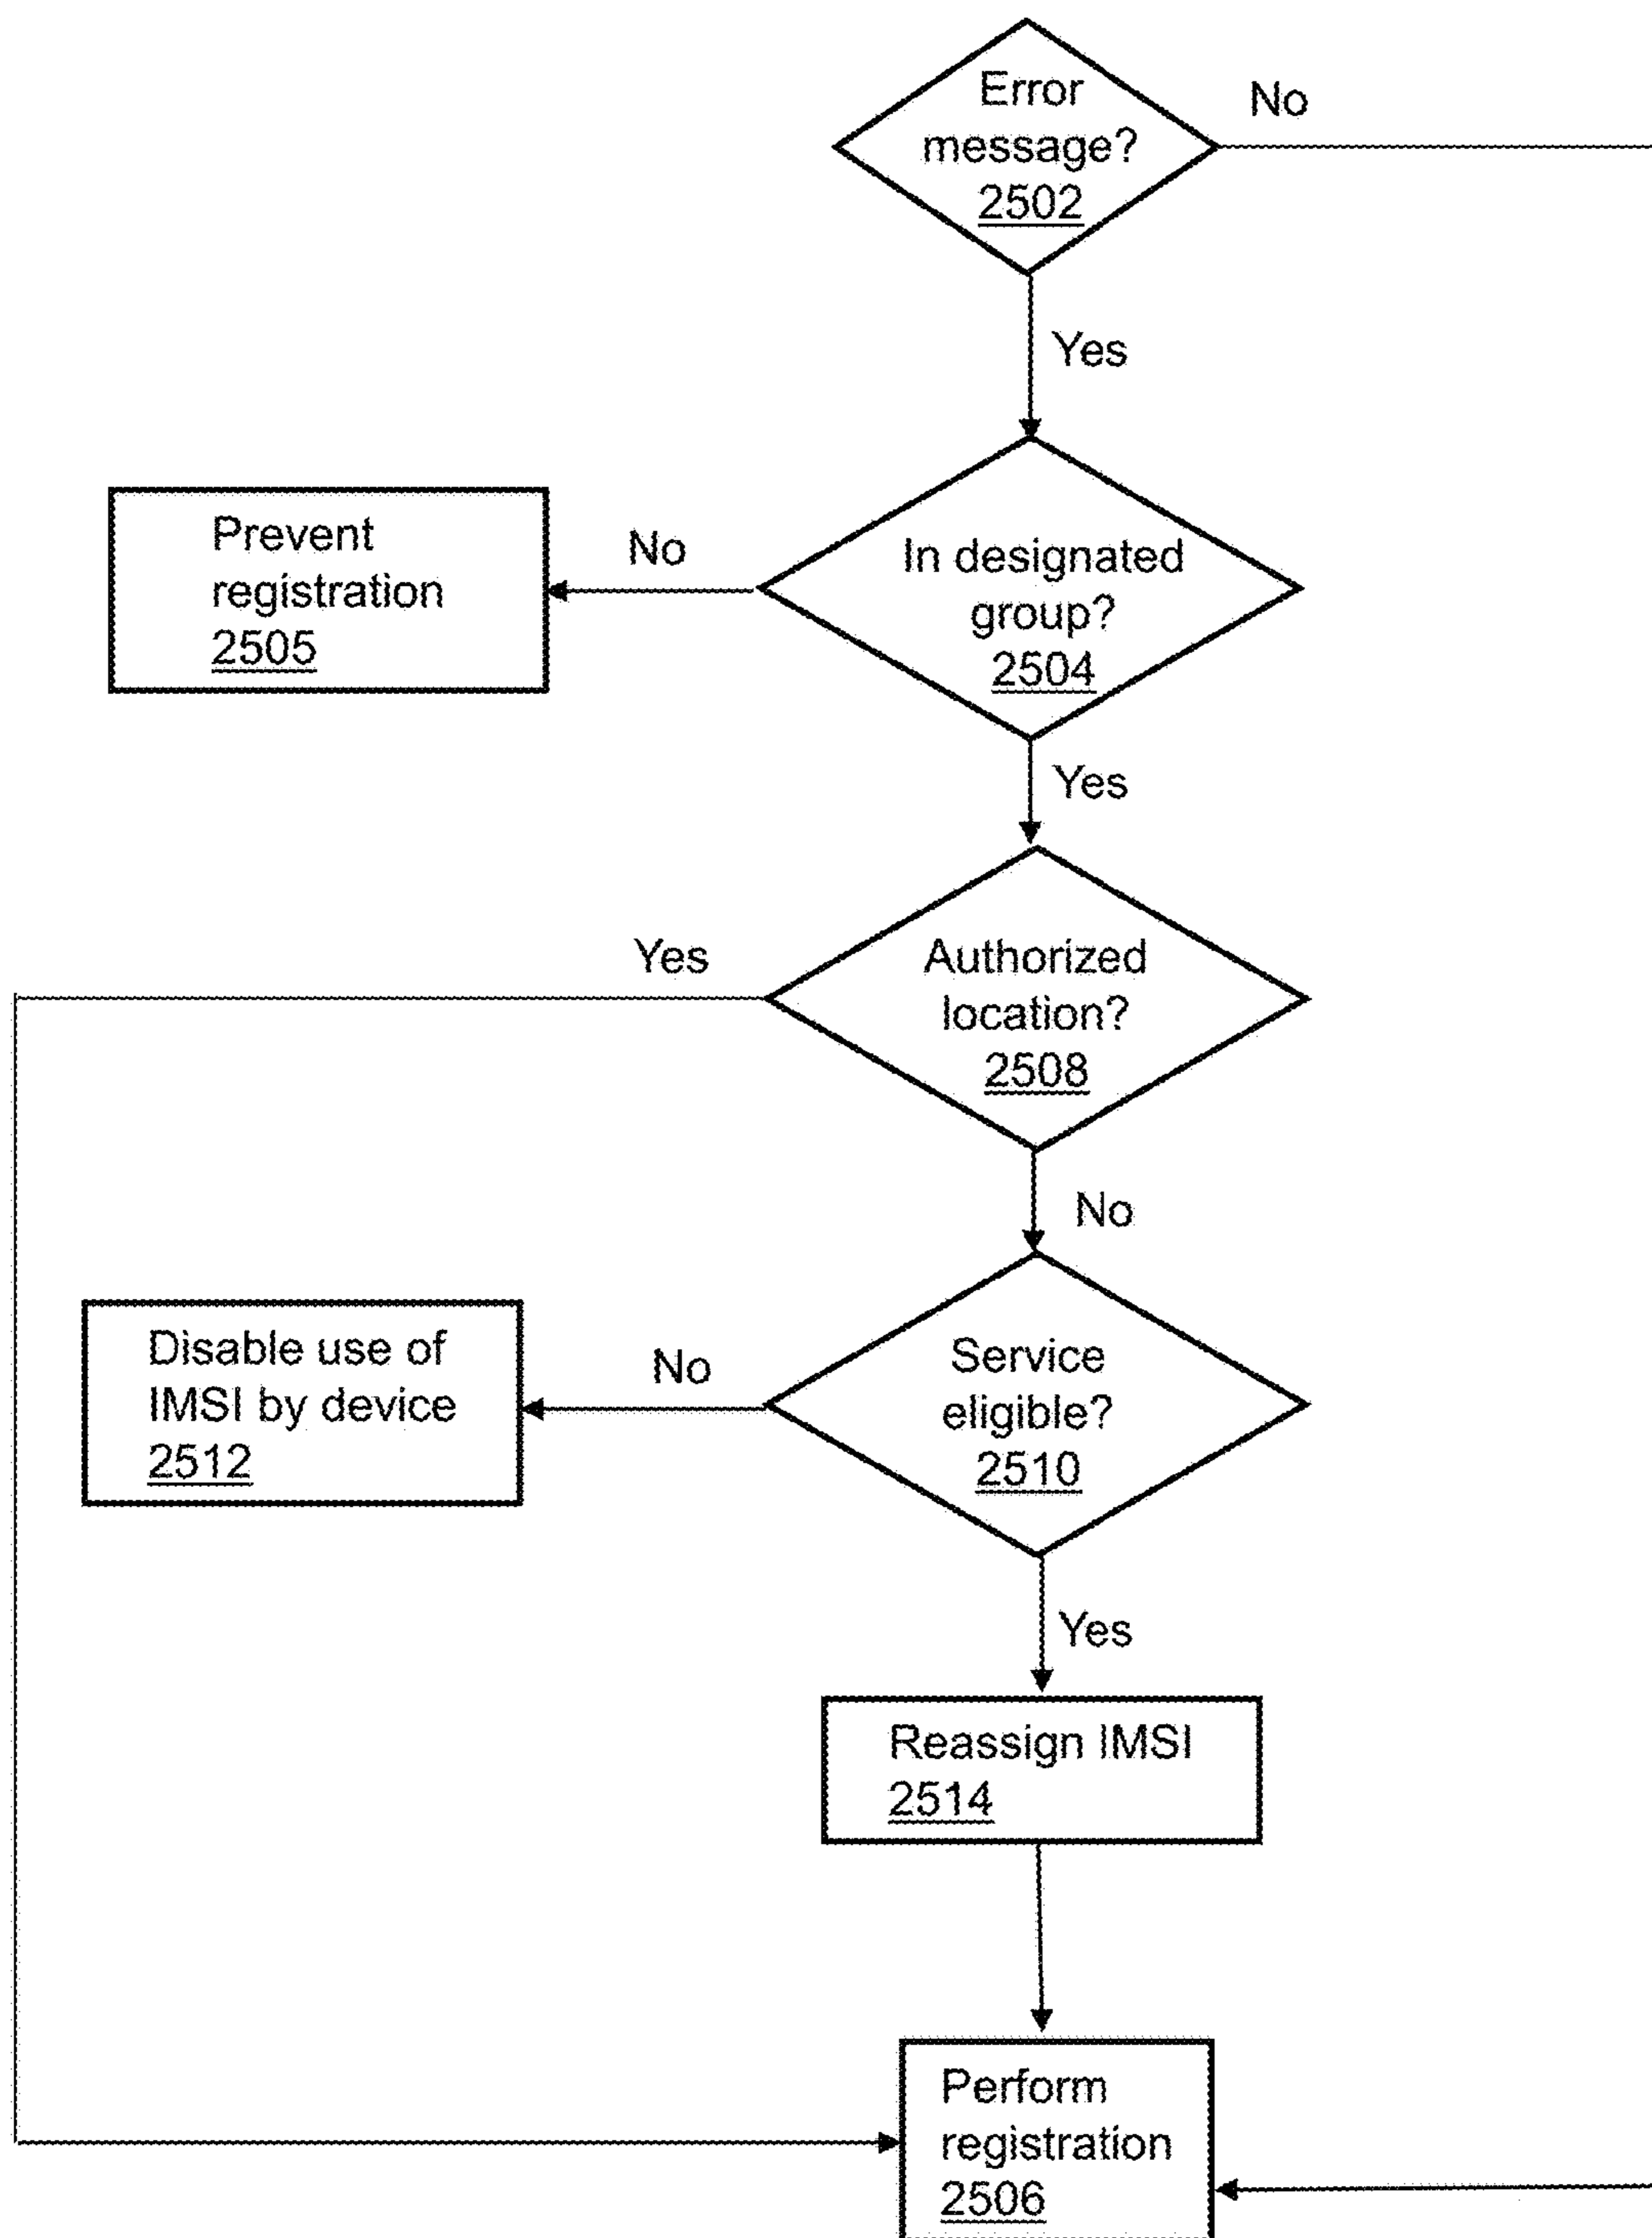 Error
message?
2502
No
Yes
Prevent
registration
2505
No
In designated
group?
2504
Yes
Yes
Authorized
location?
2508
No
Disable use of
IMSI by device
2512
No
Service
eligible?
2510
Yes
Reassign IMSI
2514
Perform
registration
2506